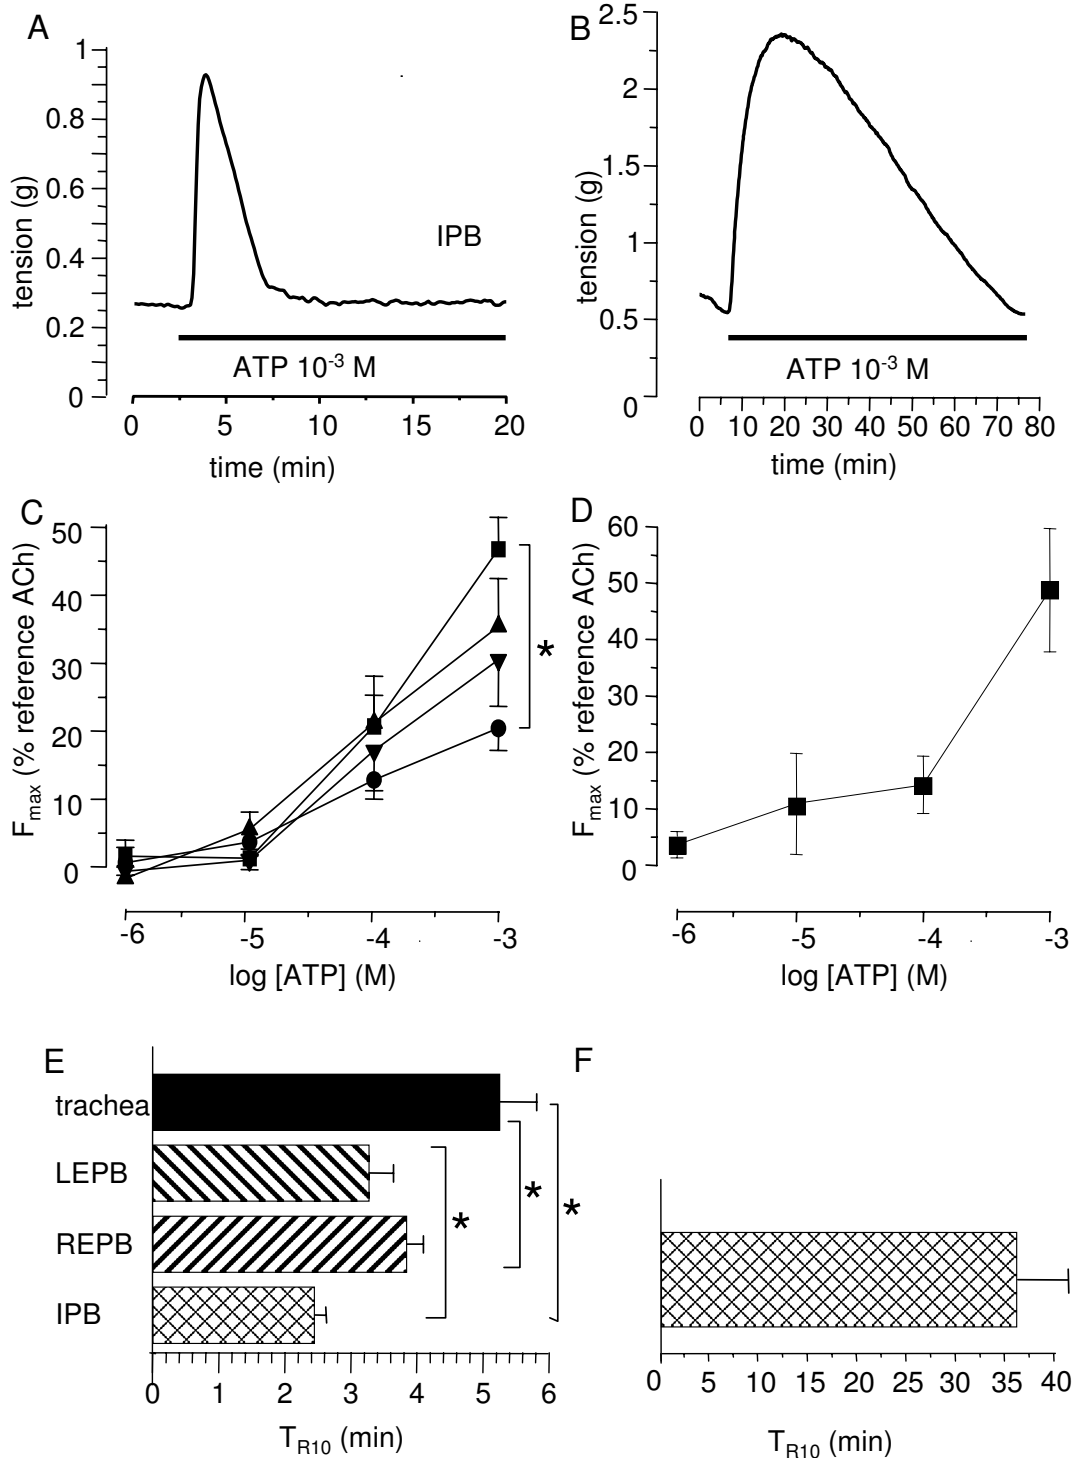 A
1
0.8
0.6
0.4
0.2
0
tension (g)
IPB
ATP 10⁻³ M
0 5 10 15 20
time (min)
B
2.5
2
1.5
1
0.5
0
tension (g)
ATP 10⁻³ M
0 10 20 30 40 50 60 70 80
time (min)
C
50
40
30
20
10
0
F_max (% reference ACh)
*
-6 -5 -4 -3
log [ATP] (M)
D
60
50
40
30
20
10
0
F_max (% reference ACh)
-6 -5 -4 -3
log [ATP] (M)
E
trachea
LEPB
REPB
IPB
* * *
0 1 2 3 4 5 6
T_R10 (min)
F
0 5 10 15 20 25 30 35 40
T_R10 (min)